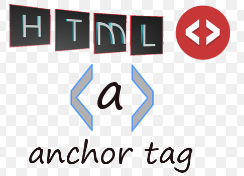 HTML <>
<a>
anchor tag